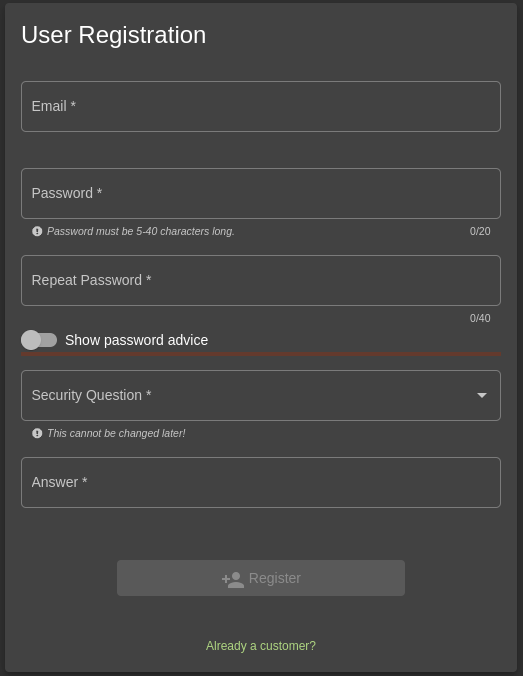 User Registration
Email *
Password *
Password must be 5-40 characters long. 0/20
Repeat Password *
0/40
Show password advice
Security Question *
This cannot be changed later!
Answer *
Register
Already a customer?